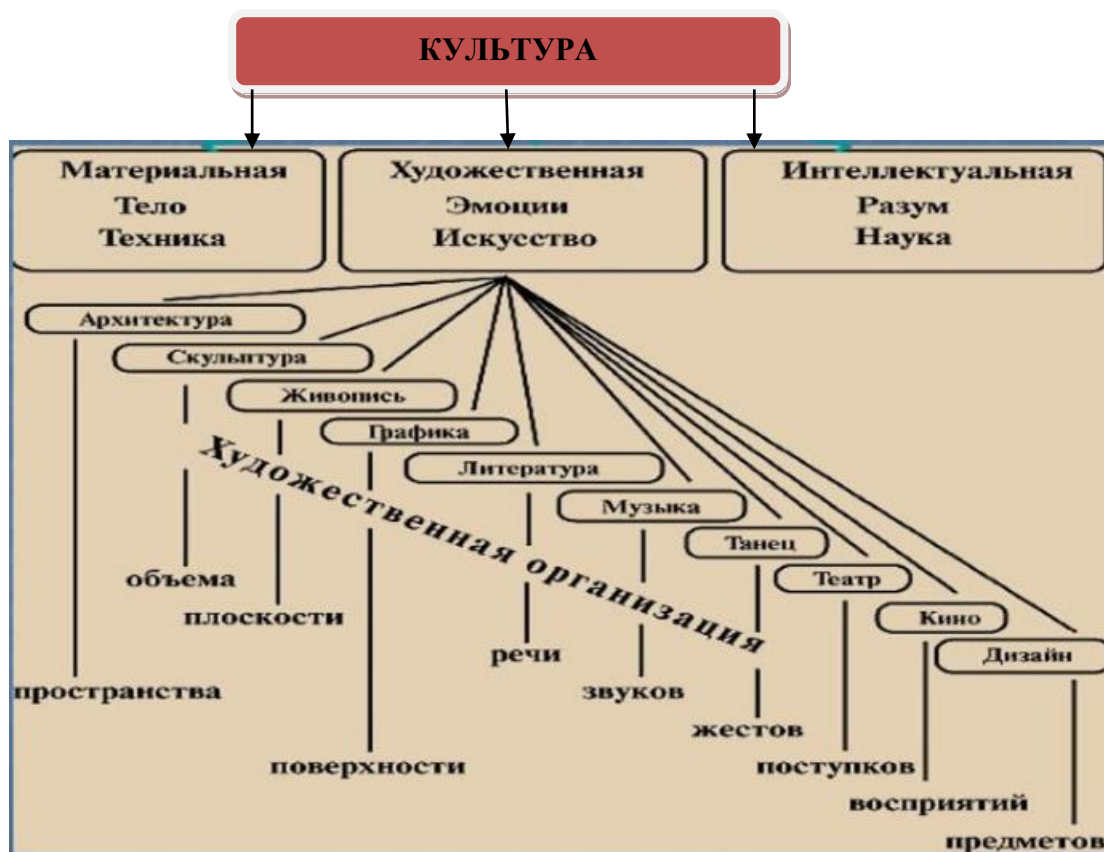 КУЛЬТУРА
Материальная
Тело
Техника
Художественная
Эмоции
Искусство
Интеллектуальная
Разум
Наука
Архитектура
Скульптура
Живопись
Графика
Литература
Музыка
Танец
Театр
Кино
Дизайн
Художественная организация
объема
плоскости
речи
пространства
звуков
жестов
поверхности
поступков
восприятий
предметов